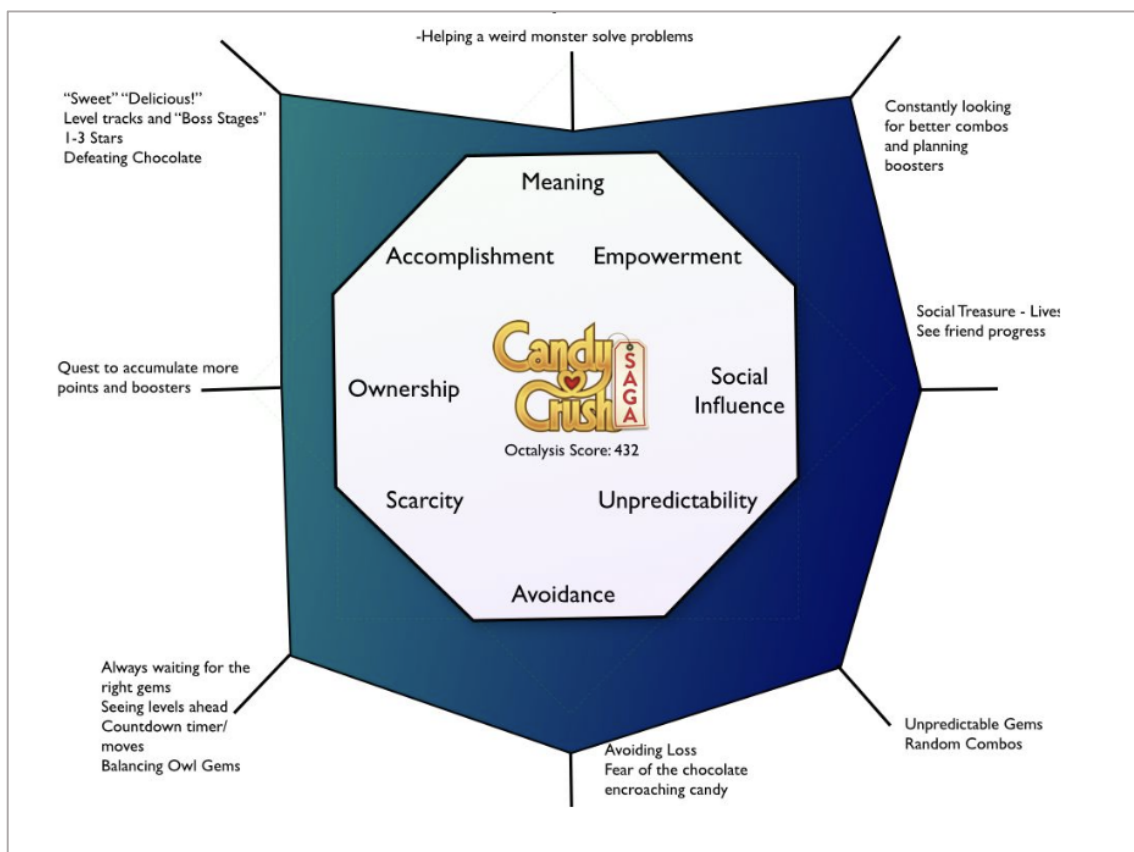 -Helping a weird monster solve problems
"Sweet" "Delicious!"
Level tracks and "Boss Stages"
1-3 Stars
Defeating Chocolate
Constantly looking
for better combos
and planning
boosters
Meaning
Accomplishment
Empowerment
Social Treasure - Lives
See friend progress
Quest to accumulate more
points and boosters
Ownership
Candy
Crush
SAGA
Social
Influence
Octalysis Score: 432
Scarcity
Unpredictability
Avoidance
Always waiting for the
right gems
Seeing levels ahead
Countdown timer/
moves
Balancing Owl Gems
Avoiding Loss
Fear of the chocolate
encroaching candy
Unpredictable Gems
Random Combos